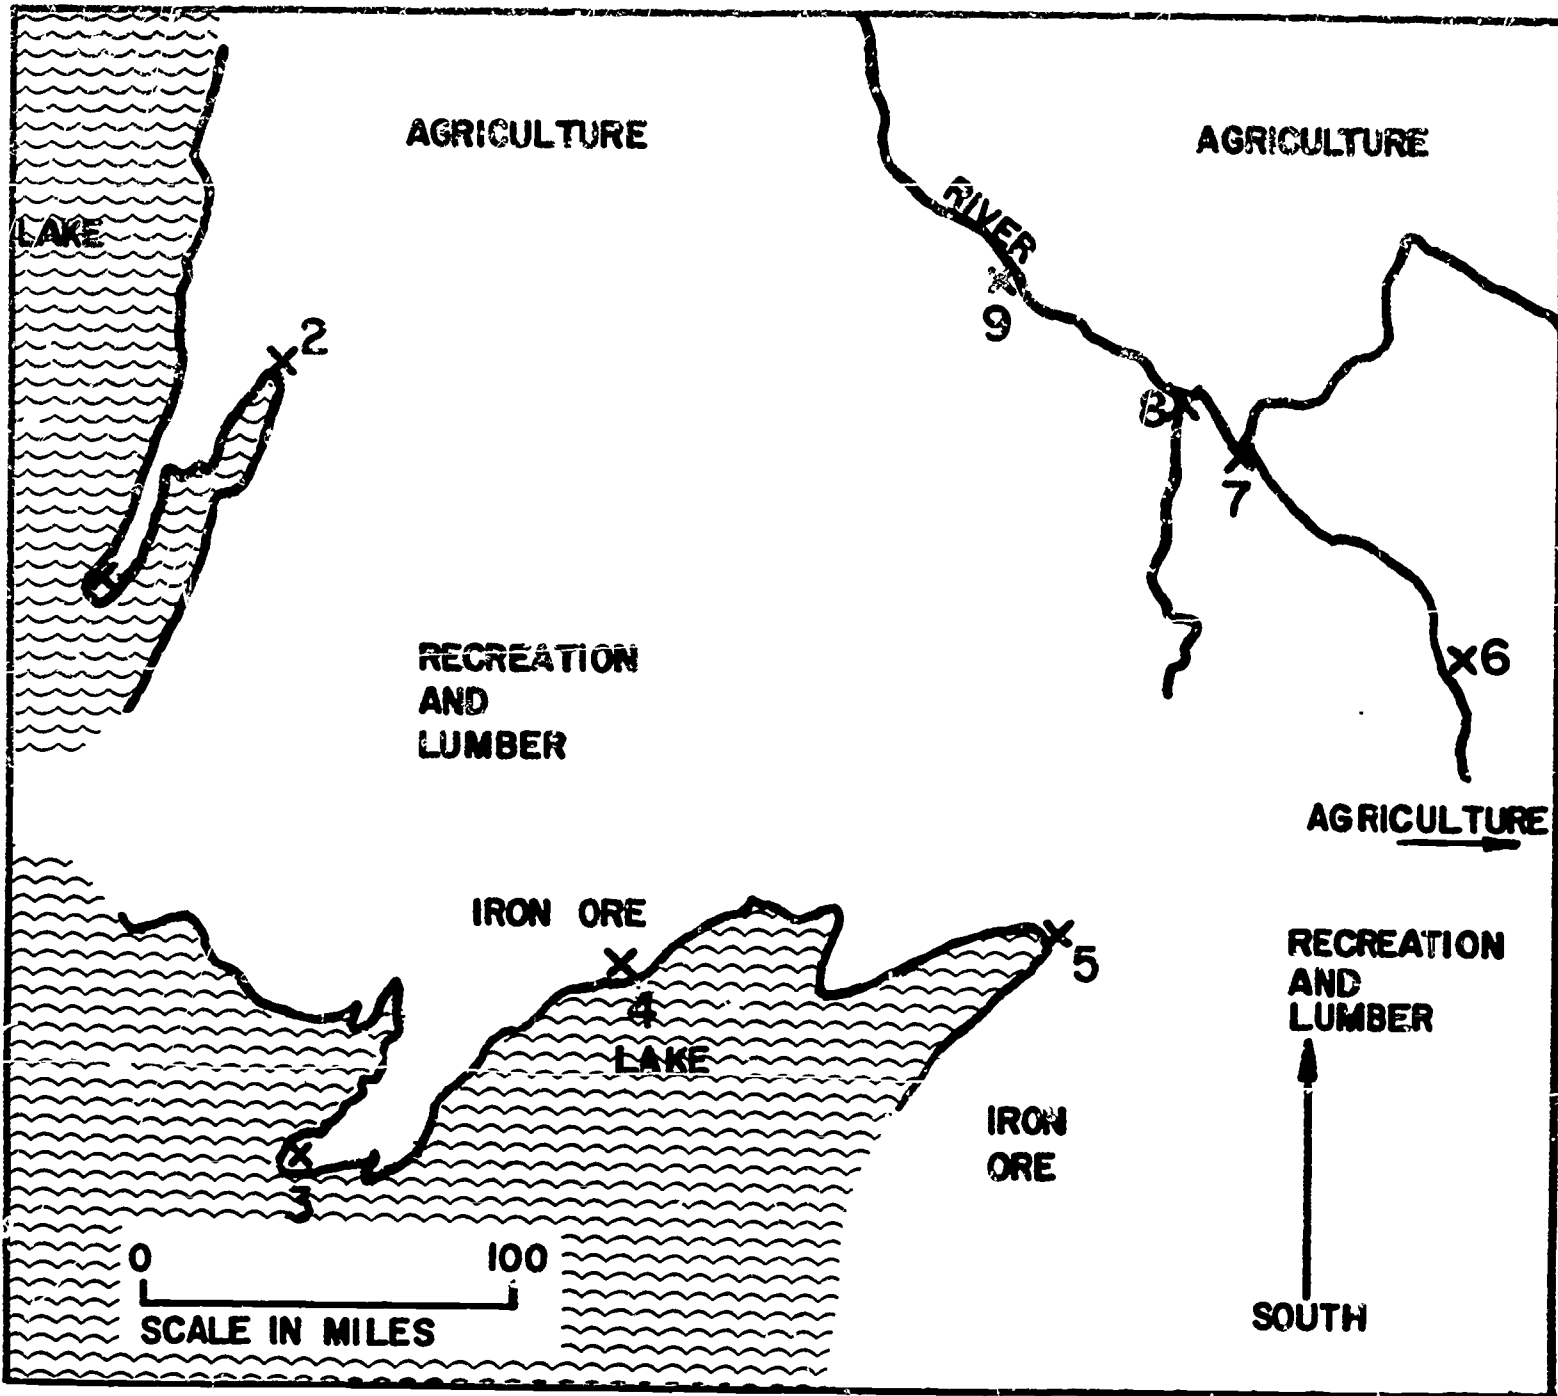 AGRICULTURE
AGRICULTURE
RIVER
LAKE
9
2
8
7
RECREATION
AND
LUMBER
6
AGRICULTURE
IRON ORE
RECREATION
AND
LUMBER
5
4
LAKE
IRON
ORE
3
0 100
SCALE IN MILES
SOUTH